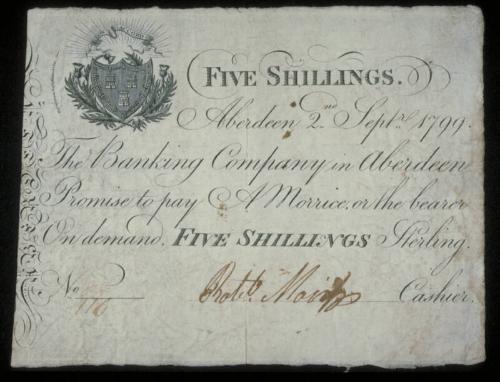 FIVE SHILLINGS.
Aberdeen 2nd Septr. 1799.
The Banking Company in Aberdeen
Promise to pay A Morrice, or the bearer
On demand, FIVE SHILLINGS Sterling.
No
116
Cashier.